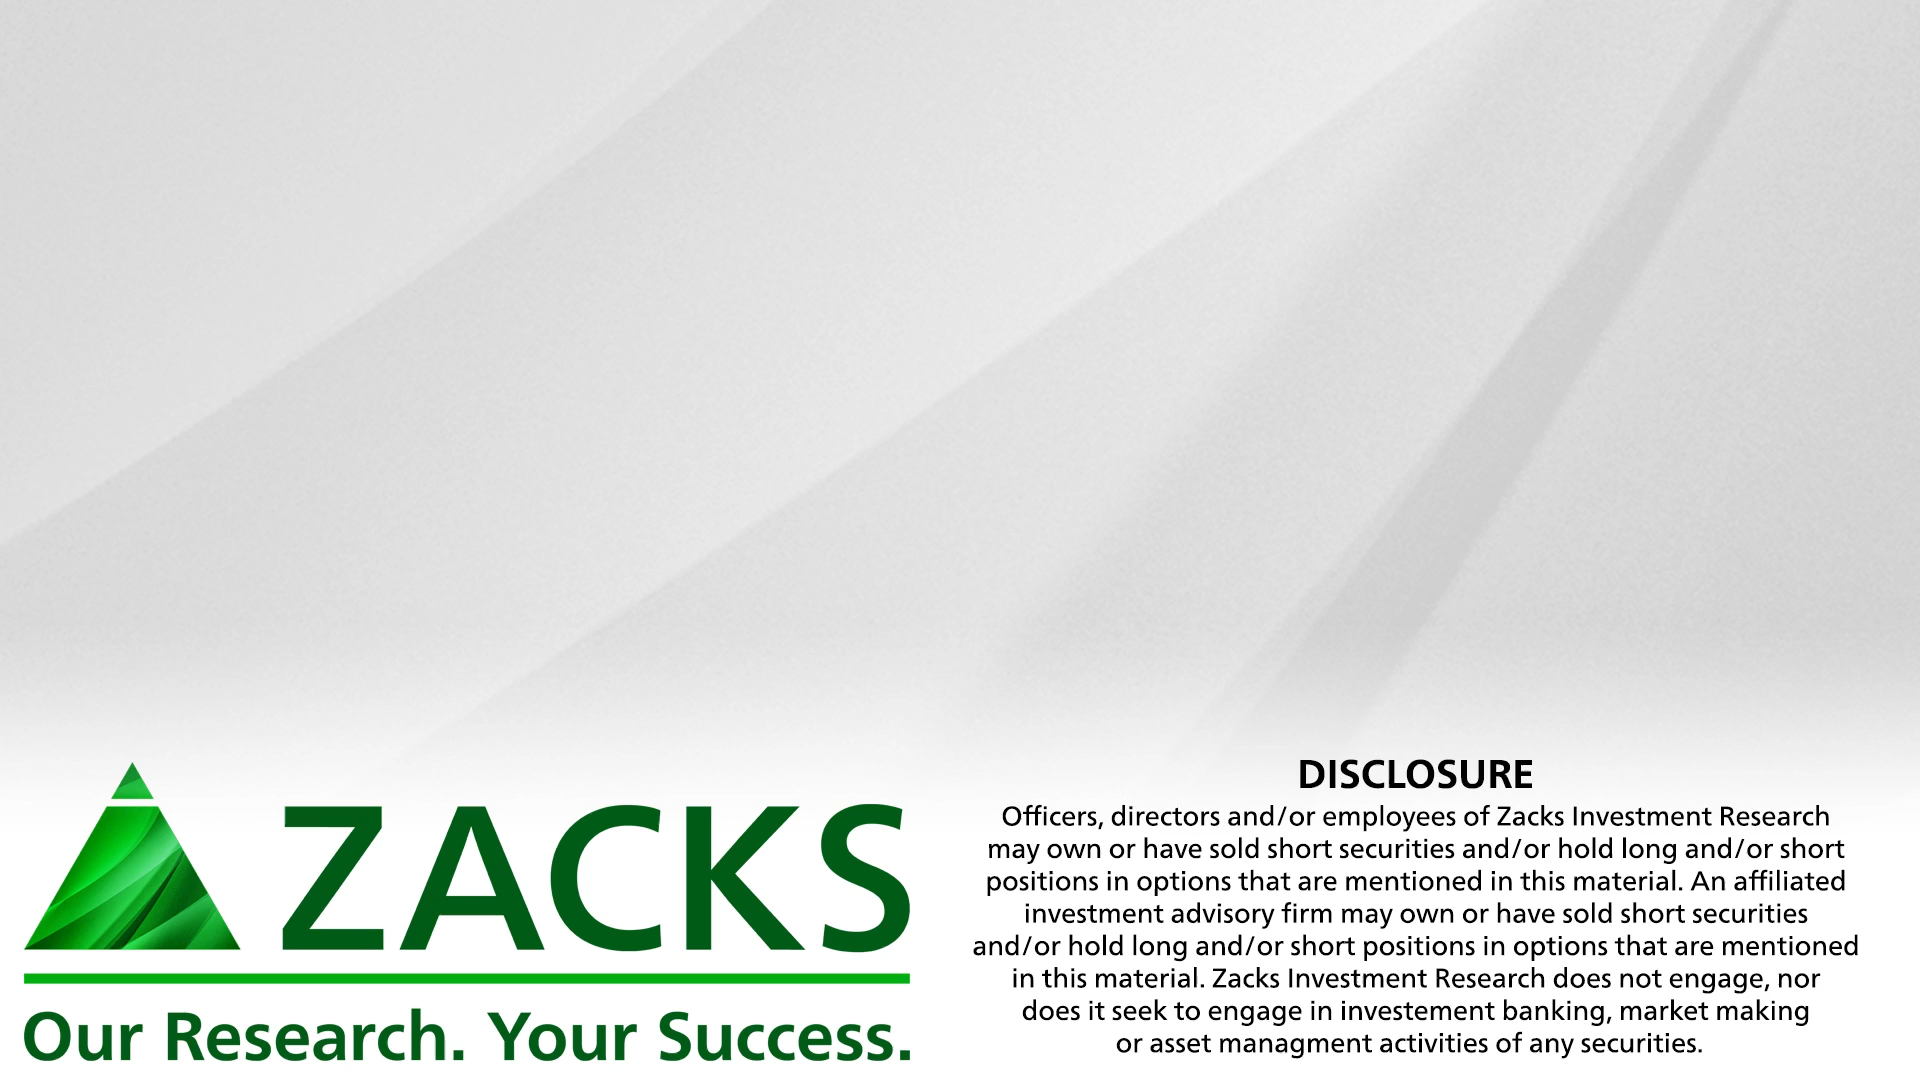 ZACKS
Our Research. Your Success.
DISCLOSURE
Officers, directors and/or employees of Zacks Investment Research
may own or have sold short securities and/or hold long and/or short
positions in options that are mentioned in this material. An affiliated
investment advisory firm may own or have sold short securities
and/or hold long and/or short positions in options that are mentioned
in this material. Zacks Investment Research does not engage, nor
does it seek to engage in investement banking, market making
or asset managment activities of any securities.